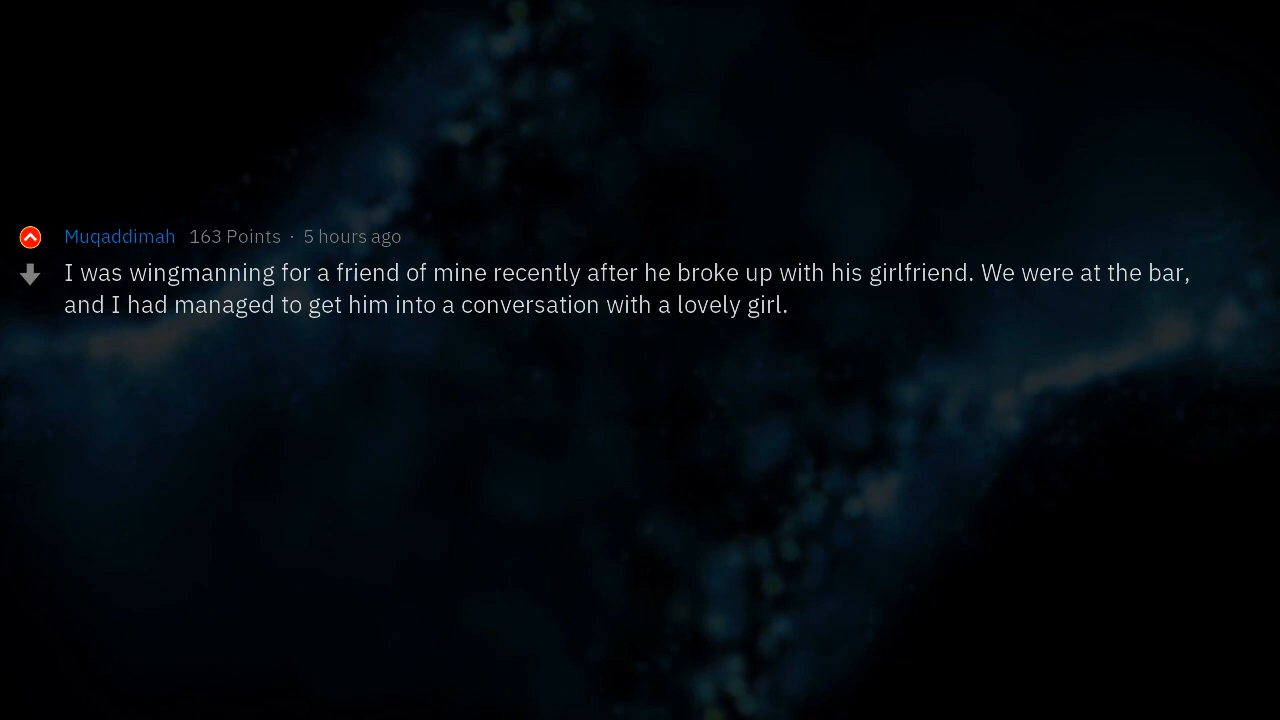 Muqaddimah 163 Points · 5 hours ago
I was wingmanning for a friend of mine recently after he broke up with his girlfriend. We were at the bar,
and I had managed to get him into a conversation with a lovely girl.